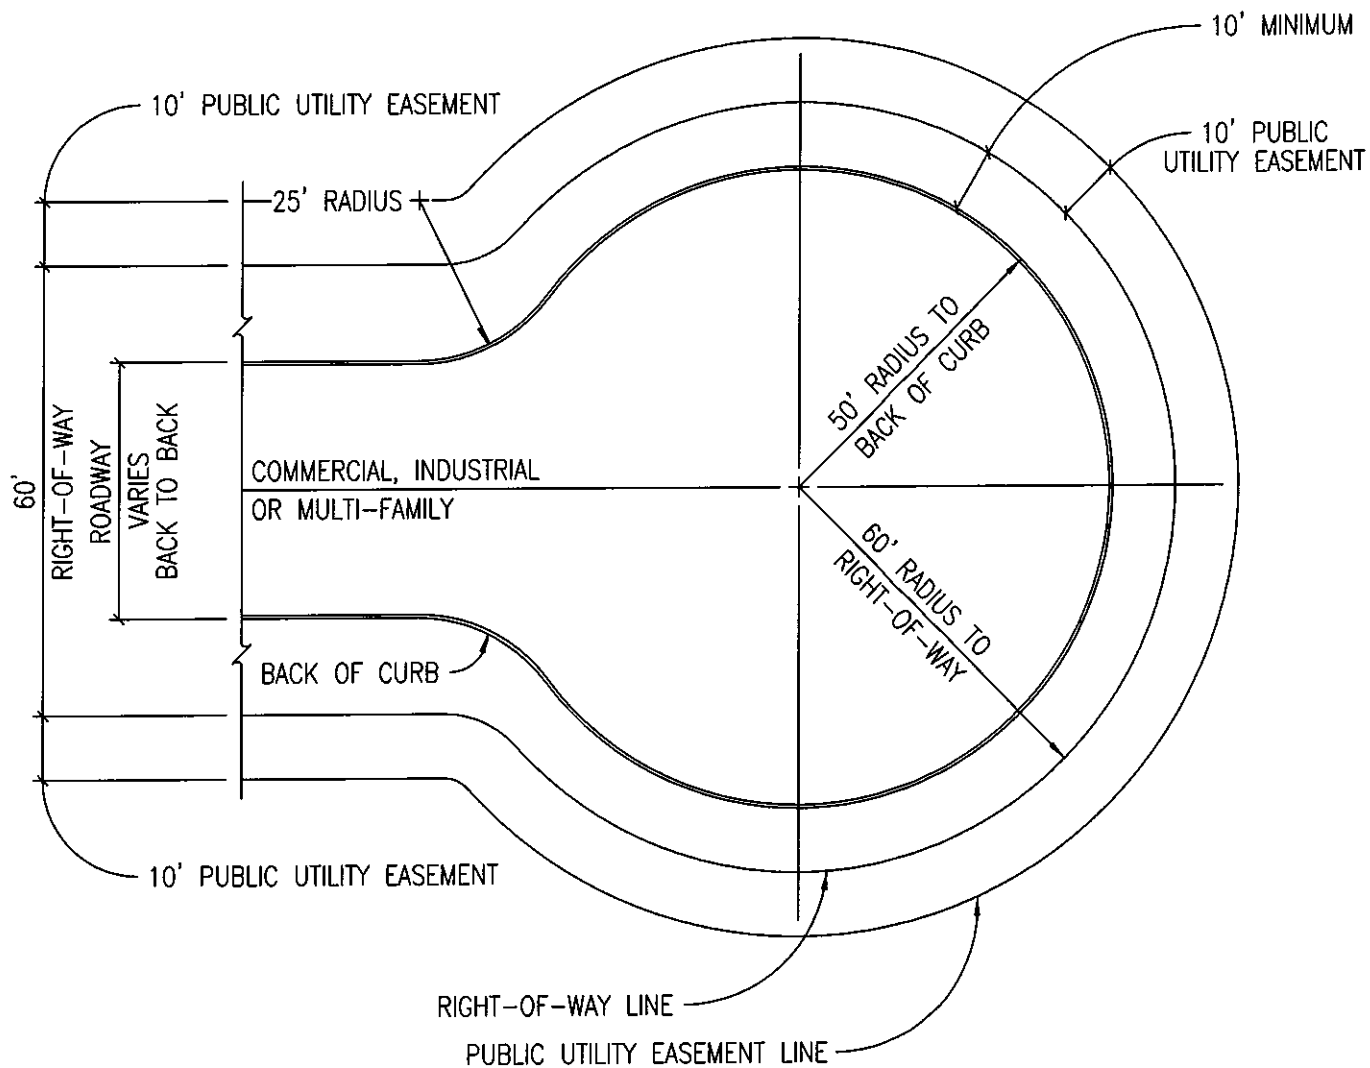 10' MINIMUM
10' PUBLIC UTILITY EASEMENT
10' PUBLIC
UTILITY EASEMENT
25' RADIUS
50' RADIUS TO
BACK OF CURB
60'
RIGHT-OF-WAY
ROADWAY
VARIES
BACK TO BACK
COMMERCIAL, INDUSTRIAL
OR MULTI-FAMILY
60' RADIUS TO
RIGHT-OF-WAY
BACK OF CURB
10' PUBLIC UTILITY EASEMENT
RIGHT-OF-WAY LINE
PUBLIC UTILITY EASEMENT LINE